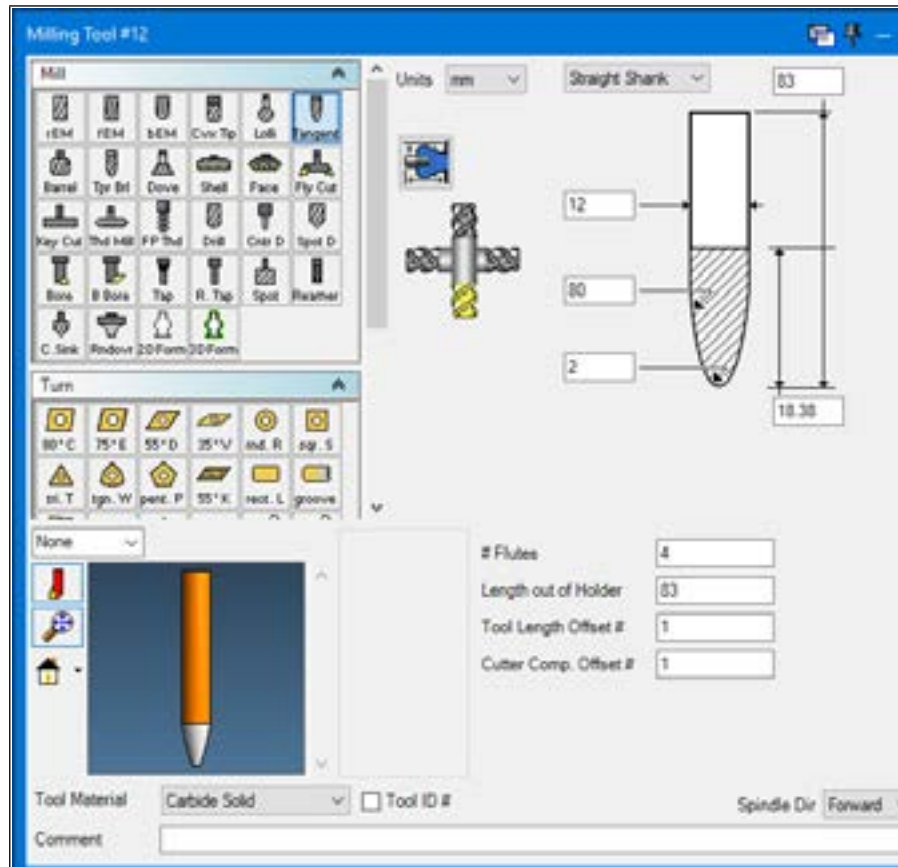 Milling Tool #12
Mill
Units mm Straight Shank 83
rEM fEM bEM Cvx Tip Lolli Tangent
Barrel Tpr Brl Dove Shell Face Fly Cut
Key Cut Thd Mill FP Thd Drill Cntr D Spot D
Bore B Bore Tap R. Tap Spot Reamer
C. Sink Rndovr 2D Form 3D Form
12
80
2
18.38
Turn
80° C 75° E 55° D 35° V rnd. R sqr. S
tri. T tgn. W pent. P 55° K rect. L groove
None
# Flutes 4
Length out of Holder 83
Tool Length Offset # 1
Cutter Comp. Offset # 1
Tool Material Carbide Solid Tool ID # Spindle Dir Forward
Comment